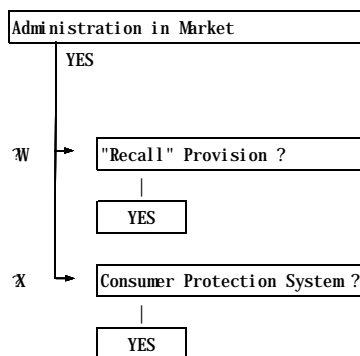 Administration in Market
YES
?W "Recall" Provision ?
YES
?X Consumer Protection System ?
YES